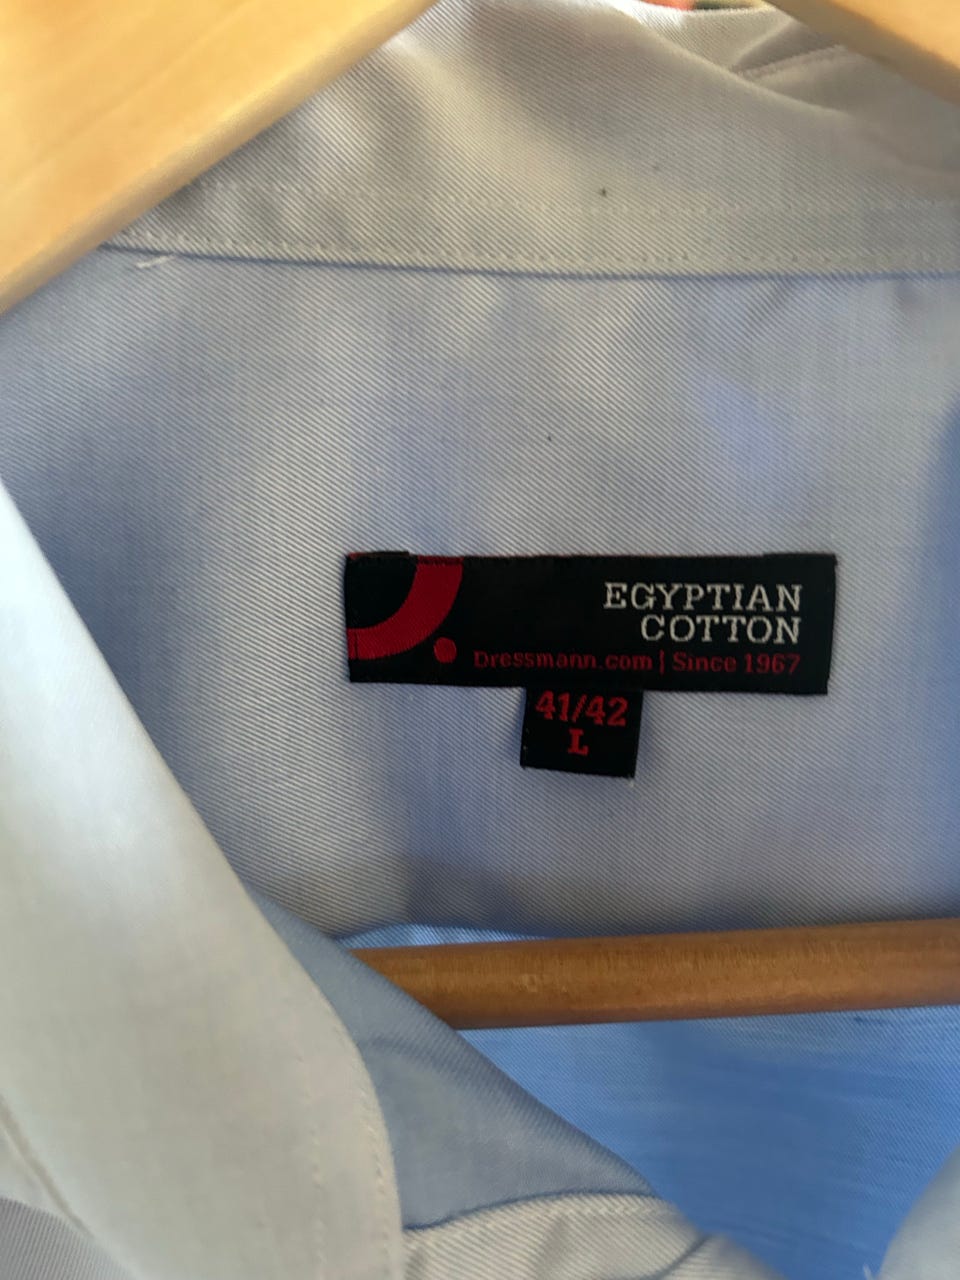 EGYPTIAN
COTTON
Dressmann.com | Since 1967
41/42
L